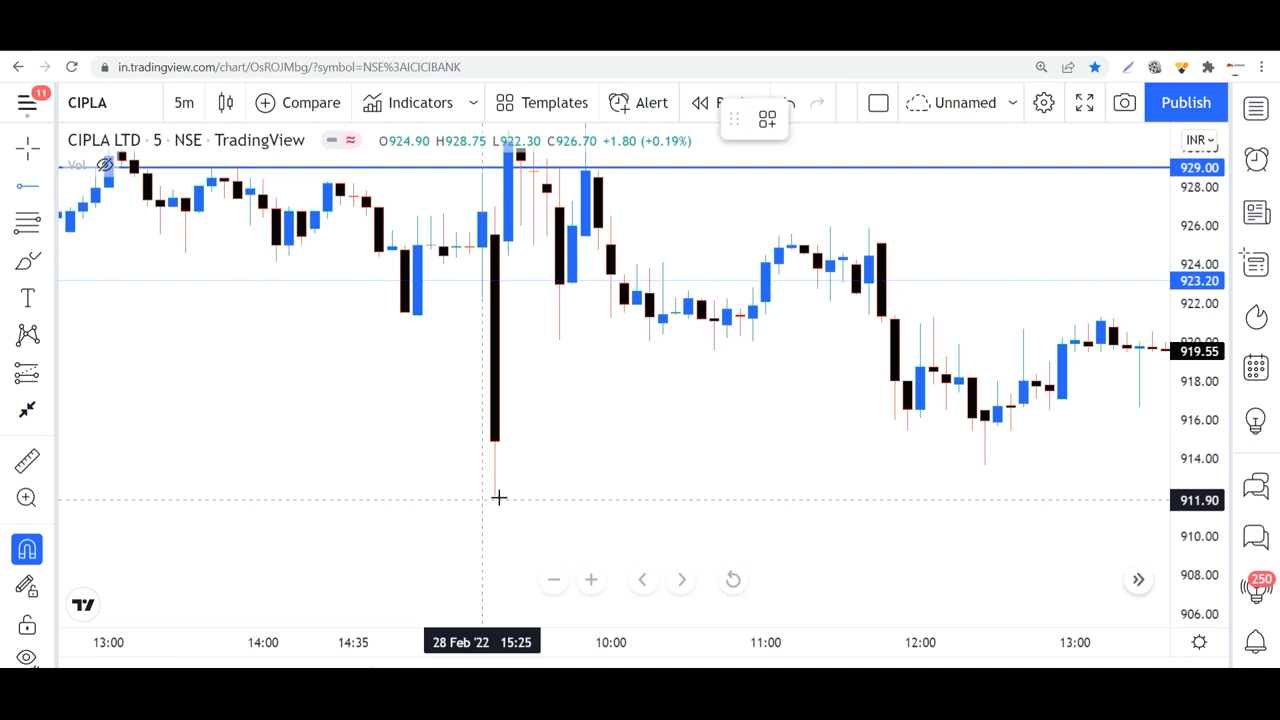 in.tradingview.com/chart/OsROJMbg/?symbol=NSE%3AICICIBANK
11
CIPLA
5m
Compare
Indicators
Templates
Alert
Unnamed
Publish
CIPLA LTD · 5 · NSE · TradingView
O924.90 H928.75 L922.30 C926.70 +1.80 (+0.19%)
INR
Vol
929.00
928.00
926.00
924.00
923.20
922.00
919.55
918.00
916.00
914.00
911.90
910.00
908.00
906.00
250
13:00
14:00
14:35
28 Feb '22 15:25
10:00
11:00
12:00
13:00